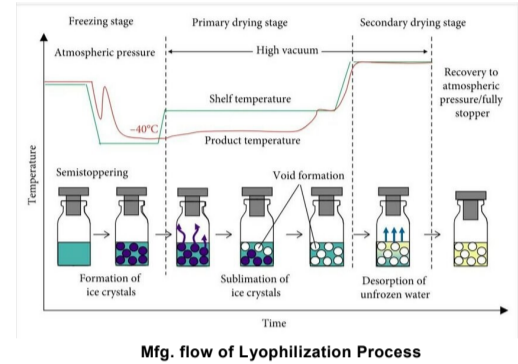 Freezing stage
Primary drying stage
Secondary drying stage
Atmospheric pressure
High vacuum
Recovery to
atmospheric
pressure/fully
stopper
Shelf temperature
–40°C
Product temperature
Temperature
Semistoppering
Void formation
Formation of
ice crystals
Sublimation of
ice crystals
Desorption of
unfrozen water
Time
Mfg. flow of Lyophilization Process